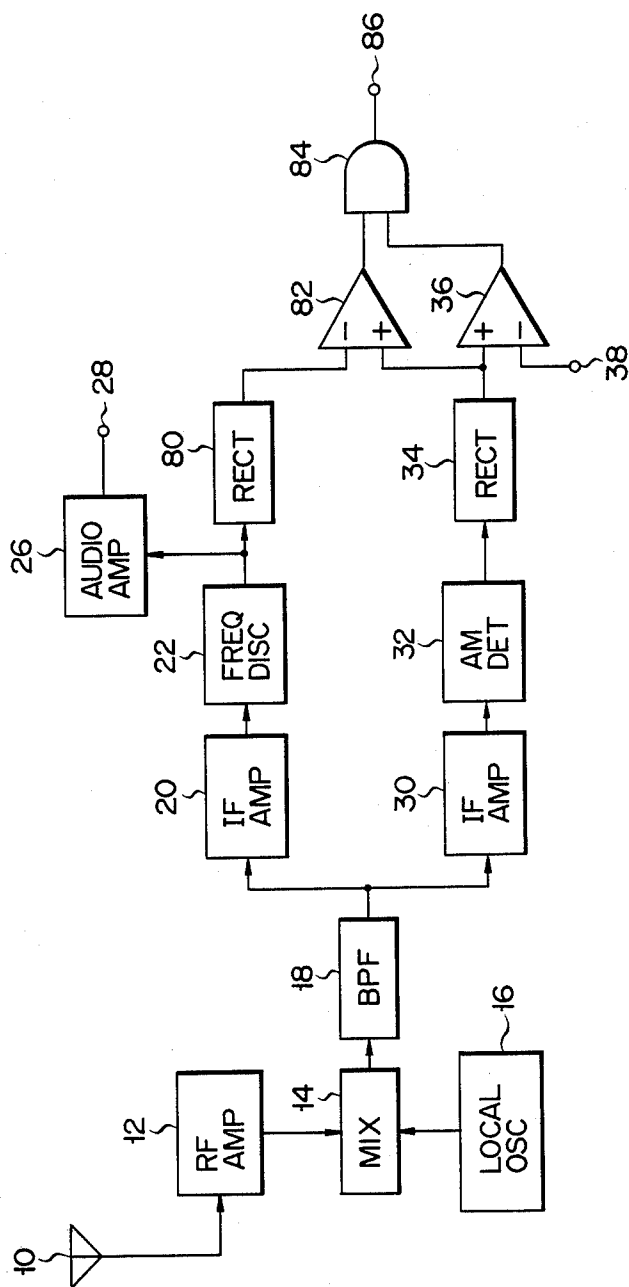 10
12
RF
AMP
14
MIX
16
LOCAL
OSC
18
BPF
20
IF
AMP
22
FREQ
DISC
26
AUDIO
AMP
28
80
RECT
30
IF
AMP
32
AM
DET
34
RECT
82
−
+
36
+
−
38
84
86